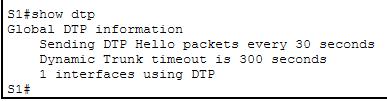 S1#show dtp
Global DTP information
    Sending DTP Hello packets every 30 seconds
    Dynamic Trunk timeout is 300 seconds
    1 interfaces using DTP
S1#